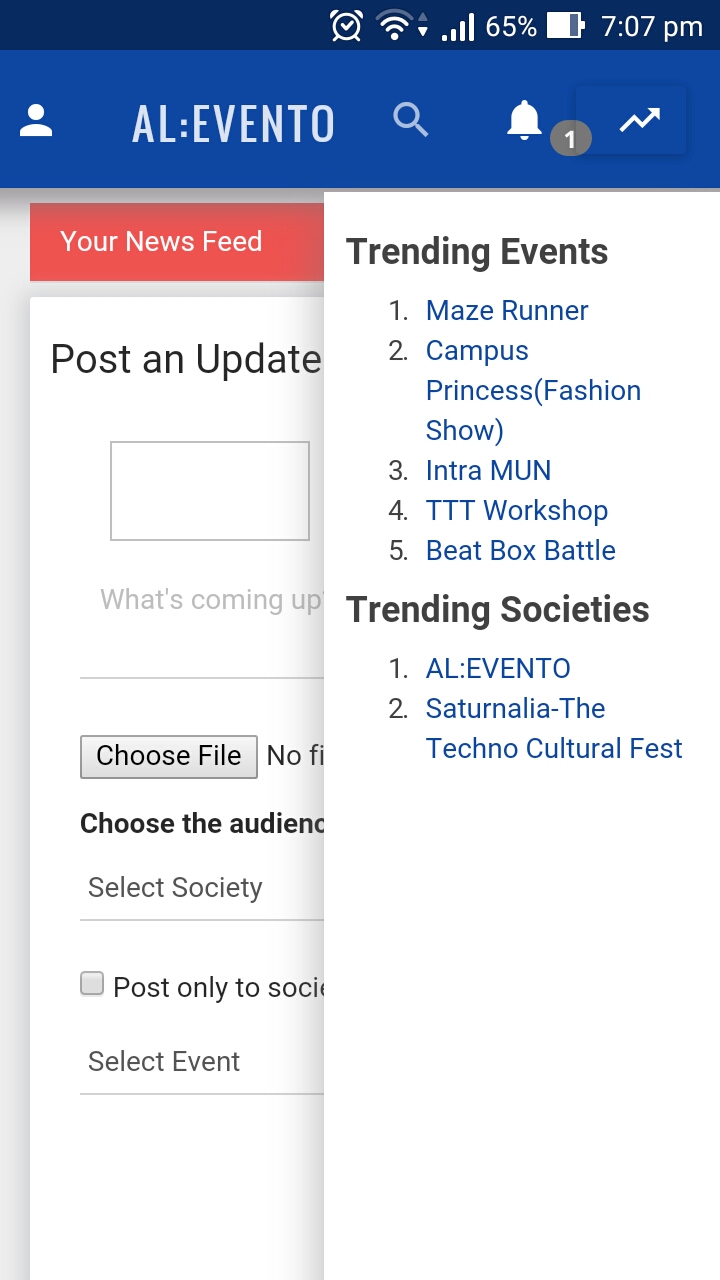 65% 7:07 pm
AL:EVENTO
1
Your News Feed
Post an Update
What's coming up
Choose File No fi
Choose the audienc
Select Society
Post only to socie
Select Event
Trending Events
1. Maze Runner
2. Campus
Princess(Fashion
Show)
3. Intra MUN
4. TTT Workshop
5. Beat Box Battle
Trending Societies
1. AL:EVENTO
2. Saturnalia-The
Techno Cultural Fest